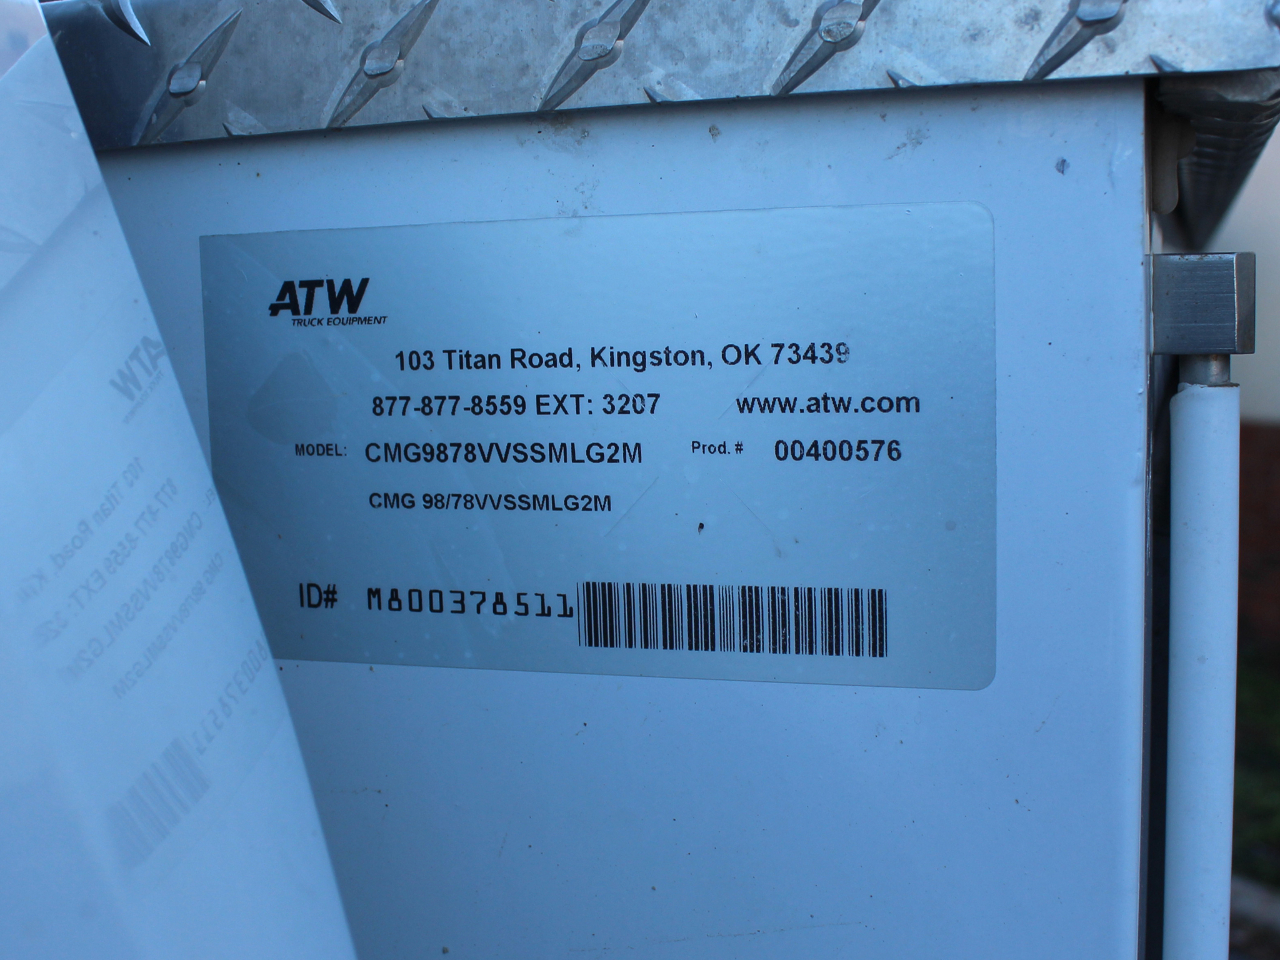 ATW
TRUCK EQUIPMENT
103 Titan Road, Kingston, OK 73439
877-877-8559 EXT: 3207 www.atw.com
MODEL: CMG9878VVSSMLG2M Prod. # 00400576
CMG 98/78VVSSMLG2M
ID# M800378511